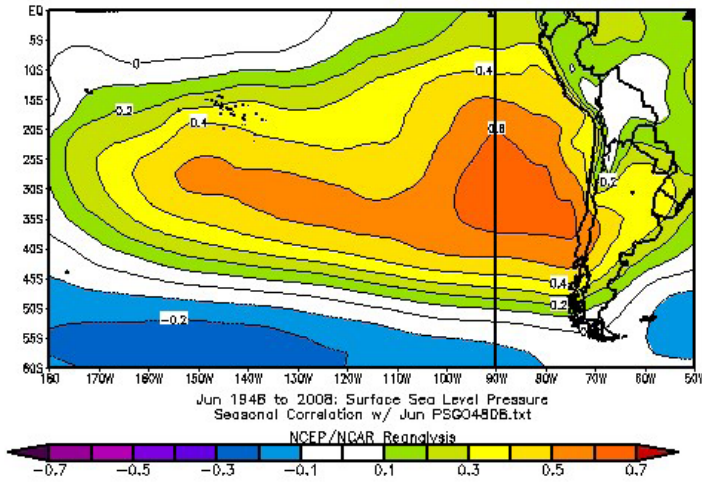 EQ
5S
0
10S
0.4
0
15S
0.2
20S
0.4
0.6
25S
30S
0.2
35S
40S
45S
0.4
50S
0.2
-0.2
55S
60S
180 170W 160W 150W 140W 130W 120W 110W 100W 90W 80W 70W 60W 50W
Jun 1948 to 2008: Surface Sea Level Pressure
Seasonal Correlation w/ Jun PSGO4808.txt
NCEP/NCAR Reanalysis
-0.7 -0.5 -0.3 -0.1 0.1 0.3 0.5 0.7